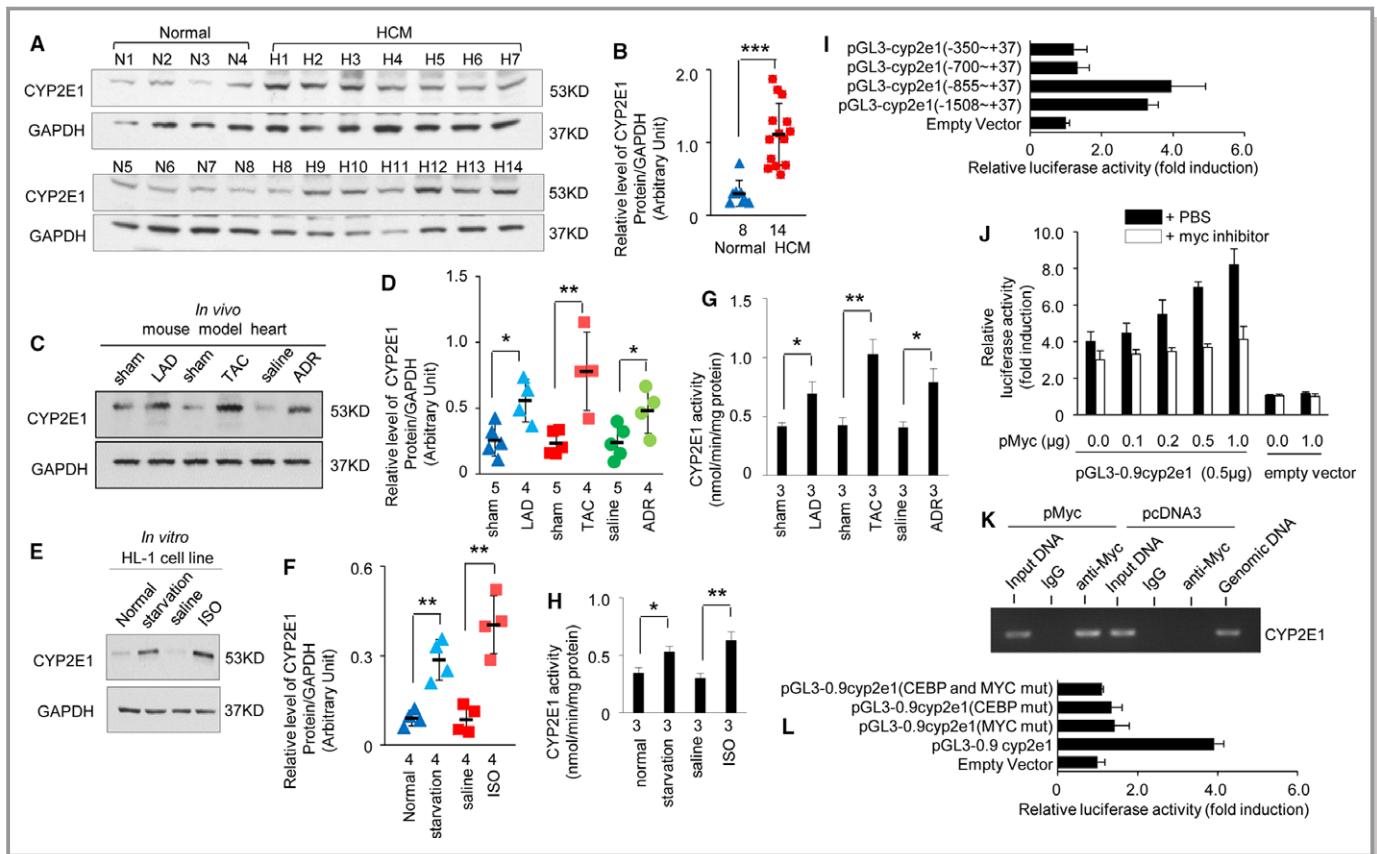 A
Normal
HCM
N1 N2 N3 N4 H1 H2 H3 H4 H5 H6 H7
CYP2E1
53KD
GAPDH
37KD
N5 N6 N7 N8 H8 H9 H10 H11 H12 H13 H14
CYP2E1
53KD
GAPDH
37KD
B
***
2.0
1.0
0
Relative level of CYP2E1
Protein/GAPDH
(Arbitrary Unit)
8 14
Normal HCM
C
In vivo
mouse model heart
sham LAD sham TAC saline ADR
CYP2E1
53KD
GAPDH
37KD
D
1.5
1.0
0.5
0
Relative level of CYP2E1
Protein/GAPDH
(Arbitrary Unit)
* ** *
5 4 5 4 5 4
sham LAD sham TAC saline ADR
E
In vitro
HL-1 cell line
Normal starvation saline ISO
CYP2E1
53KD
GAPDH
37KD
F
0.6
0.3
0
Relative level of CYP2E1
Protein/GAPDH
(Arbitrary Unit)
** **
4 4 4 4
Normal starvation saline ISO
G
1.5
1.0
0.5
0
CYP2E1 activity
(nmol/min/mg protein)
* ** *
3 3 3 3 3 3
sham LAD sham TAC saline ADR
H
1.0
0.5
0
CYP2E1 activity
(nmol/min/mg protein)
* **
3 3 3 3
normal starvation saline ISO
I
pGL3-cyp2e1(-350~+37)
pGL3-cyp2e1(-700~+37)
pGL3-cyp2e1(-855~+37)
pGL3-cyp2e1(-1508~+37)
Empty Vector
0 2.0 4.0 6.0
Relative luciferase activity (fold induction)
J
+ PBS
+ myc inhibitor
10.0
8.0
6.0
4.0
2.0
0
Relative
luciferase activity
(fold induction)
pMyc (μg) 0.0 0.1 0.2 0.5 1.0 0.0 1.0
pGL3-0.9cyp2e1 (0.5μg) empty vector
K
pMyc pcDNA3
Input DNA IgG anti-Myc Input DNA IgG anti-Myc Genomic DNA
CYP2E1
L
pGL3-0.9cyp2e1(CEBP and MYC mut)
pGL3-0.9cyp2e1(CEBP mut)
pGL3-0.9cyp2e1(MYC mut)
pGL3-0.9 cyp2e1
Empty Vector
0 2.0 4.0 6.0
Relative luciferase activity (fold induction)